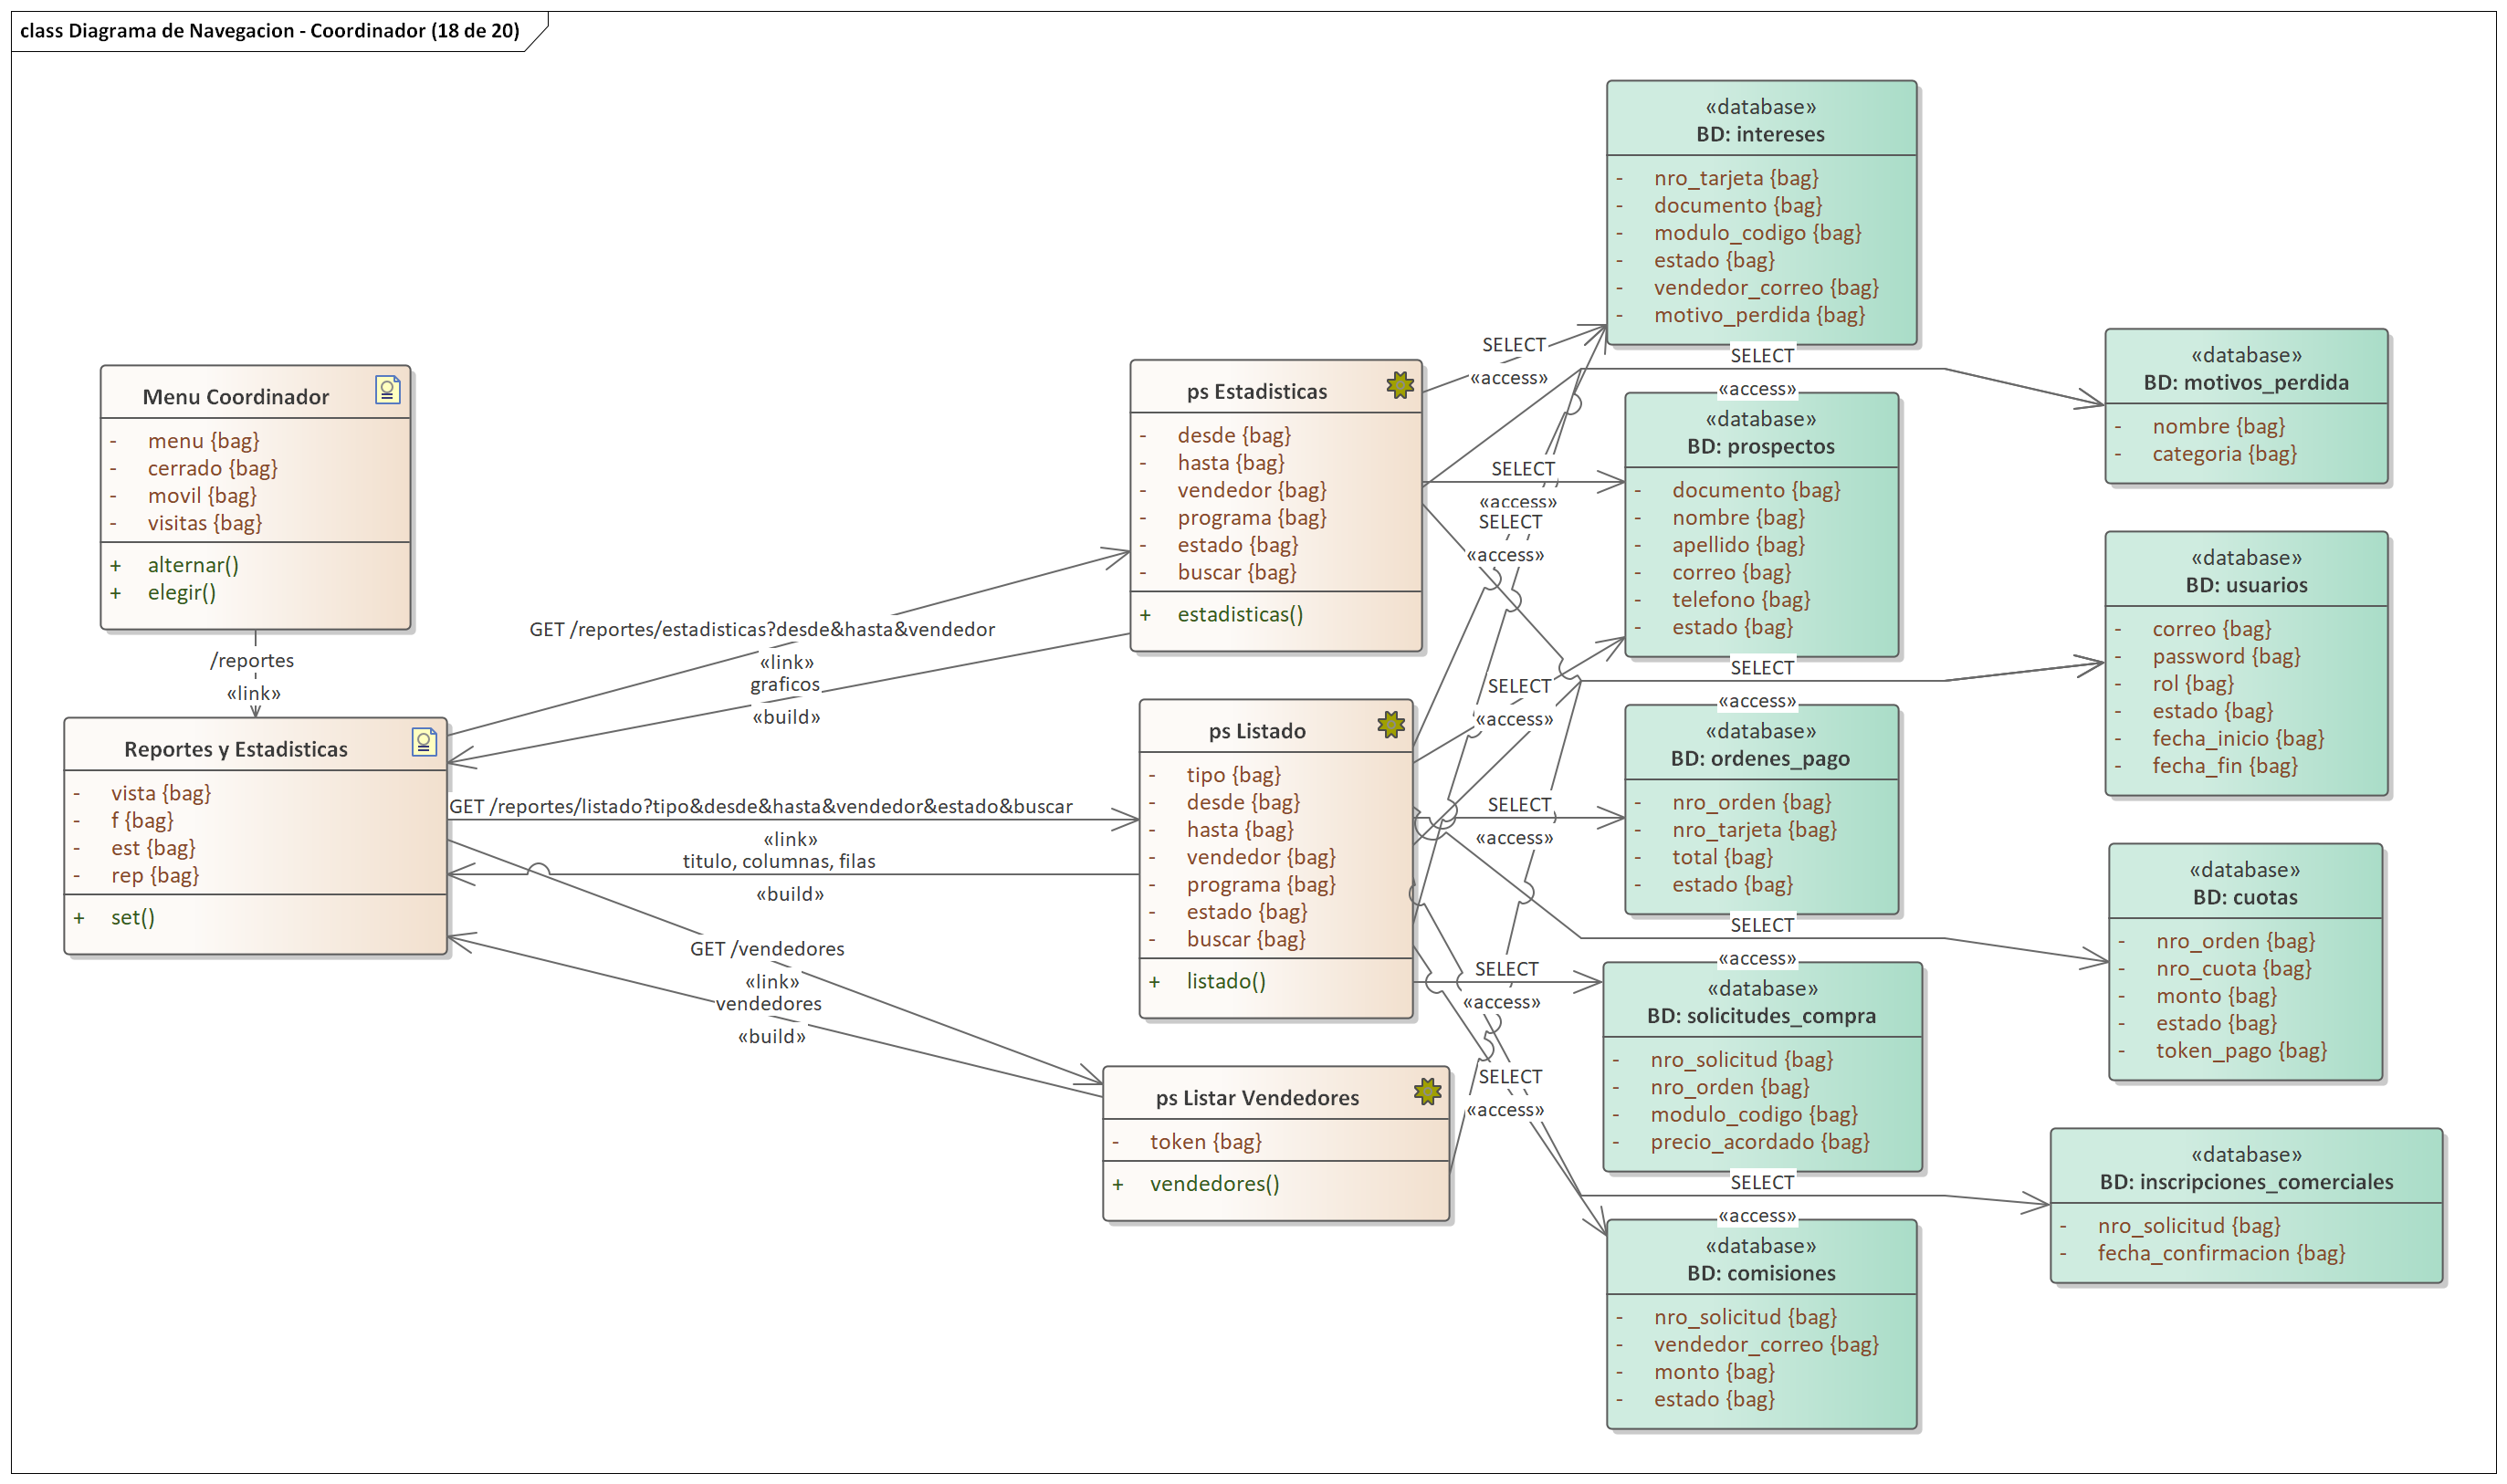 class Diagrama de Navegacion - Coordinador (18 de 20)
Menu Coordinador
- menu {bag}
- cerrado {bag}
- movil {bag}
- visitas {bag}
+ alternar()
+ elegir()
/reportes
«link»
Reportes y Estadisticas
- vista {bag}
- f {bag}
- est {bag}
- rep {bag}
+ set()
GET /reportes/estadisticas?desde&hasta&vendedor
«link»
graficos
«build»
GET /reportes/listado?tipo&desde&hasta&vendedor&estado&buscar
«link»
titulo, columnas, filas
«build»
GET /vendedores
«link»
vendedores
«build»
ps Estadisticas
- desde {bag}
- hasta {bag}
- vendedor {bag}
- programa {bag}
- estado {bag}
- buscar {bag}
+ estadisticas()
ps Listado
- tipo {bag}
- desde {bag}
- hasta {bag}
- vendedor {bag}
- programa {bag}
- estado {bag}
- buscar {bag}
+ listado()
ps Listar Vendedores
- token {bag}
+ vendedores()
SELECT
«access»
SELECT
«access»
SELECT
«access»
SELECT
«access»
SELECT
«access»
SELECT
«access»
SELECT
«access»
«database»
BD: intereses
- nro_tarjeta {bag}
- documento {bag}
- modulo_codigo {bag}
- estado {bag}
- vendedor_correo {bag}
- motivo_perdida {bag}
SELECT
«access»
«database»
BD: prospectos
- documento {bag}
- nombre {bag}
- apellido {bag}
- correo {bag}
- telefono {bag}
- estado {bag}
SELECT
«access»
«database»
BD: ordenes_pago
- nro_orden {bag}
- nro_tarjeta {bag}
- total {bag}
- estado {bag}
SELECT
«access»
«database»
BD: solicitudes_compra
- nro_solicitud {bag}
- nro_orden {bag}
- modulo_codigo {bag}
- precio_acordado {bag}
SELECT
«access»
«database»
BD: comisiones
- nro_solicitud {bag}
- vendedor_correo {bag}
- monto {bag}
- estado {bag}
«database»
BD: motivos_perdida
- nombre {bag}
- categoria {bag}
«database»
BD: usuarios
- correo {bag}
- password {bag}
- rol {bag}
- estado {bag}
- fecha_inicio {bag}
- fecha_fin {bag}
«database»
BD: cuotas
- nro_orden {bag}
- nro_cuota {bag}
- monto {bag}
- estado {bag}
- token_pago {bag}
«database»
BD: inscripciones_comerciales
- nro_solicitud {bag}
- fecha_confirmacion {bag}